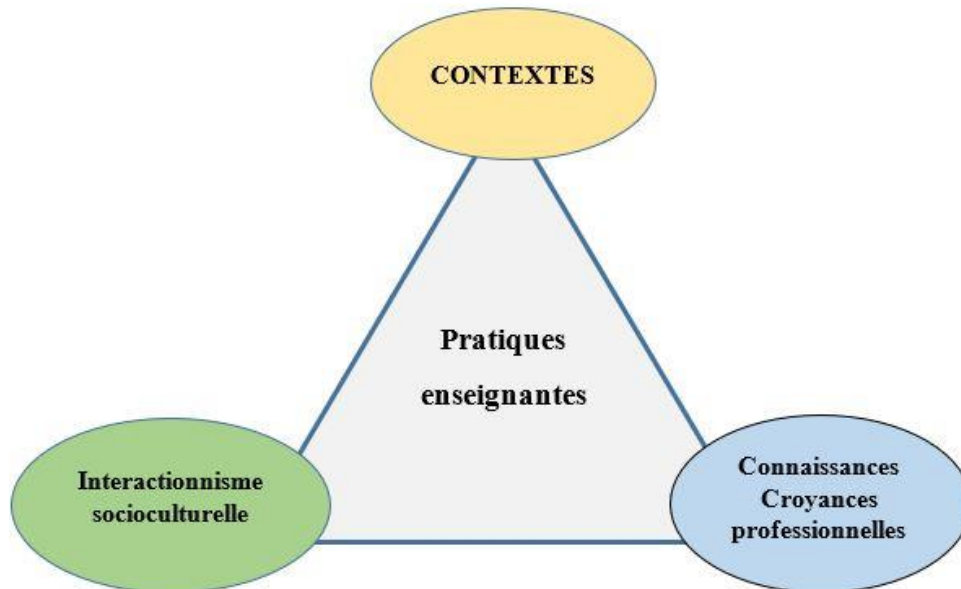 CONTEXTES
Pratiques
enseignantes
Interactionnisme
socioculturelle
Connaissances
Croyances
professionnelles